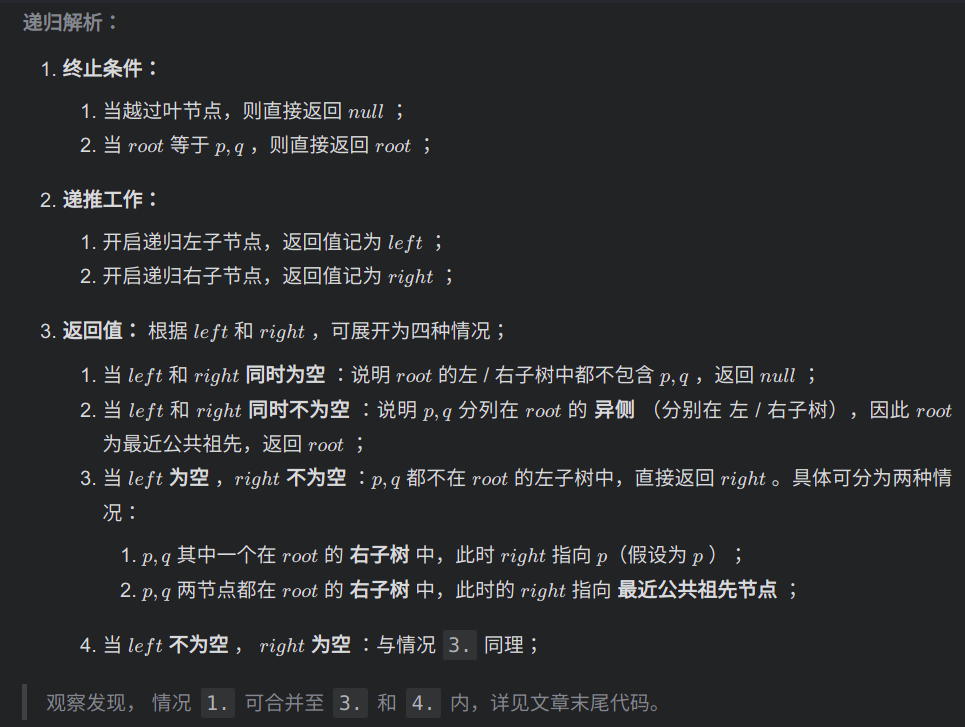 递归解析：
1. 终止条件：
1. 当越过叶节点，则直接返回 null ；
2. 当 root 等于 p, q ，则直接返回 root ；
2. 递推工作：
1. 开启递归左子节点，返回值记为 left ；
2. 开启递归右子节点，返回值记为 right ；
3. 返回值： 根据 left 和 right ，可展开为四种情况；
1. 当 left 和 right 同时为空 ：说明 root 的左 / 右子树中都不包含 p, q ，返回 null ；
2. 当 left 和 right 同时不为空 ：说明 p, q 分列在 root 的 异侧 （分别在 左 / 右子树），因此 root
为最近公共祖先，返回 root ；
3. 当 left 为空 ，right 不为空 ：p, q 都不在 root 的左子树中，直接返回 right 。具体可分为两种情
况：
1. p, q 其中一个在 root 的 右子树 中，此时 right 指向 p（假设为 p ）；
2. p, q 两节点都在 root 的 右子树 中，此时的 right 指向 最近公共祖先节点 ；
4. 当 left 不为空 ， right 为空 ：与情况 3. 同理；
观察发现， 情况 1. 可合并至 3. 和 4. 内，详见文章末尾代码。